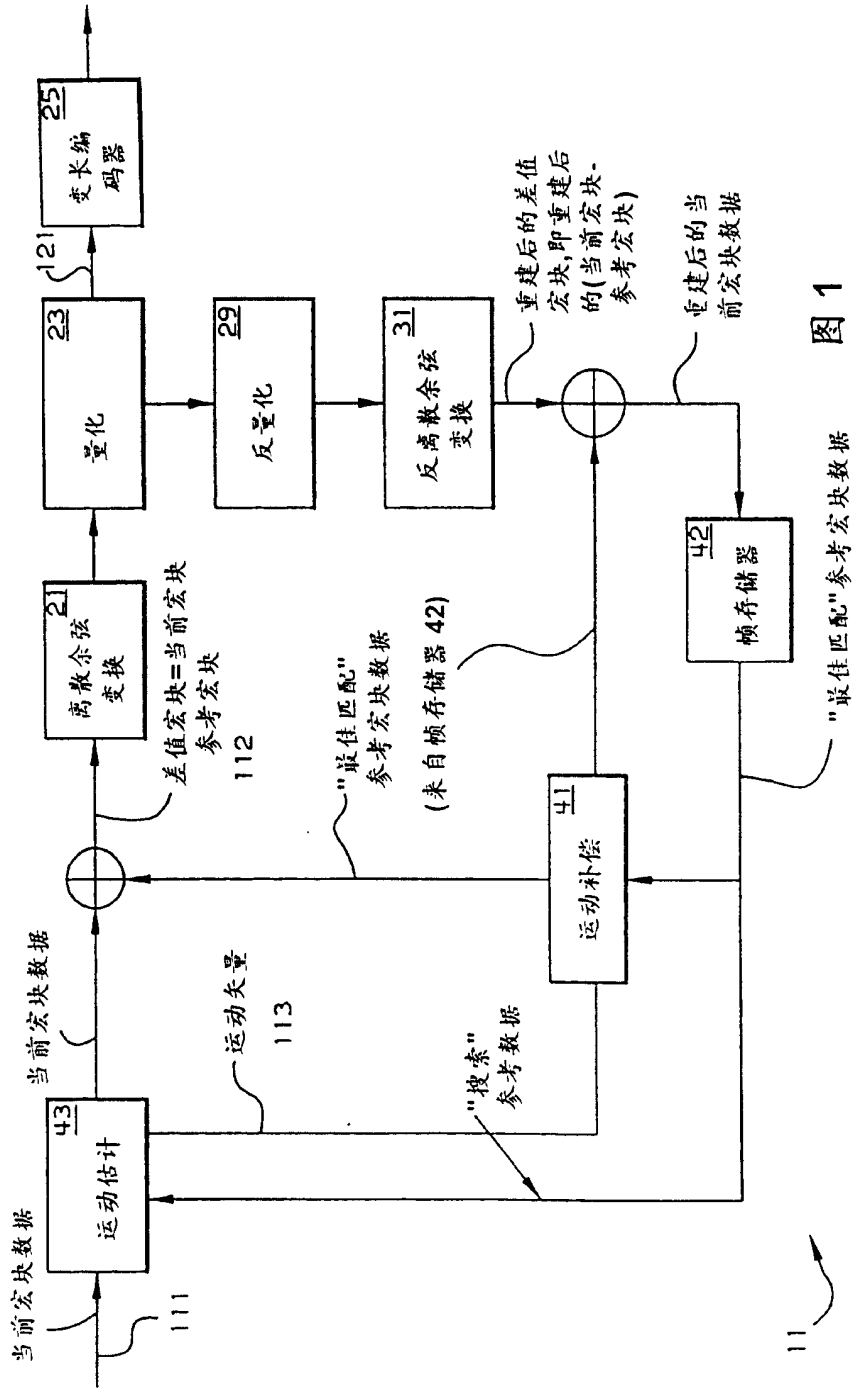 当前宏块数据
111
43
运动估计
当前宏块数据
差值宏块=当前宏块
参考宏块
112
21
离散余弦
变换
23
量化
121
25
变长编
码器
29
反量化
31
反离散余弦
变换
重建后的差值
宏块,即重建后
的(当前宏块-
参考宏块)
重建后的当
前宏块数据
运动矢量
113
"最佳匹配"
参考宏块数据
(来自帧存储器 42)
"搜索"
参考数据
41
运动补偿
42
帧存储器
"最佳匹配"参考宏块数据
11
图 1